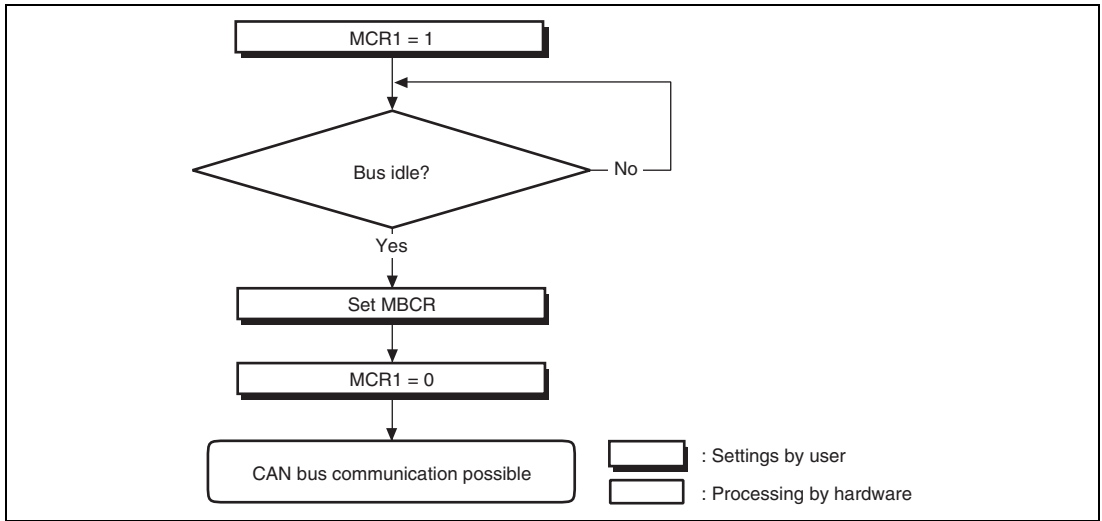 MCR1 = 1
Bus idle?
No
Yes
Set MBCR
MCR1 = 0
CAN bus communication possible
: Settings by user
: Processing by hardware